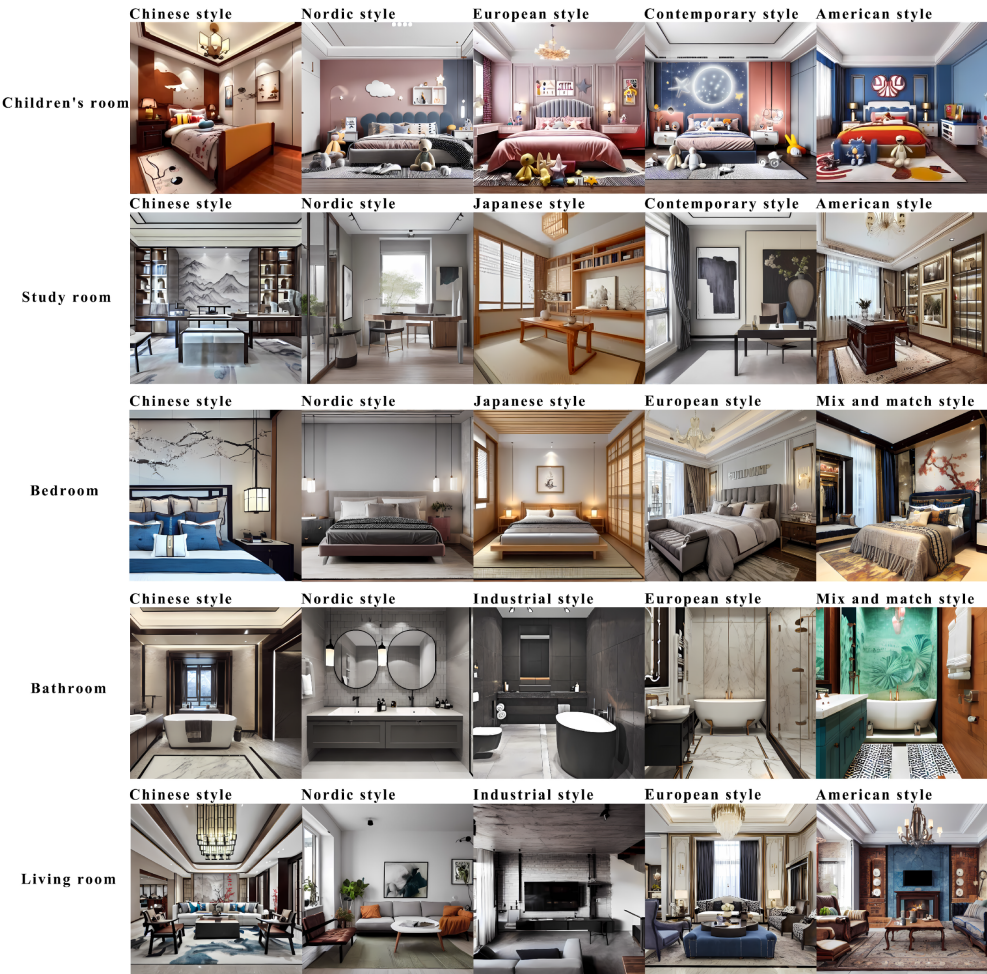 Chinese style Nordic style European style Contemporary style American style
Children's room
Chinese style Nordic style Japanese style Contemporary style American style
Study room
Chinese style Nordic style Japanese style European style Mix and match style
Bedroom
Chinese style Nordic style Industrial style European style Mix and match style
Bathroom
Chinese style Nordic style Industrial style European style American style
Living room